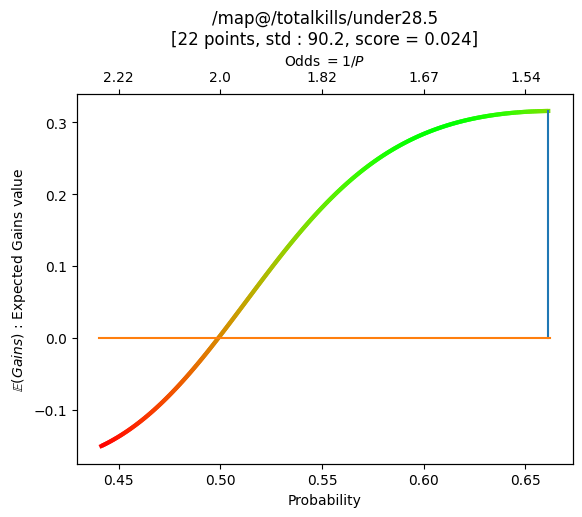 /map@/totalkills/under28.5
[22 points, std : 90.2, score = 0.024]
Odds = 1/P
2.22 2.0 1.82 1.67 1.54
0.3
0.2
0.1
0.0
−0.1
𝔼(Gains) : Expected Gains value
0.45 0.50 0.55 0.60 0.65
Probability